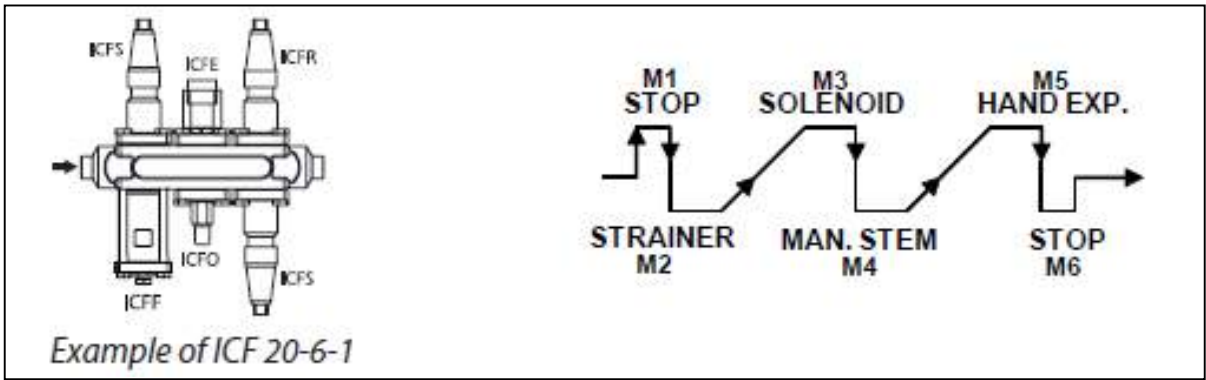 ICFS
ICFE
ICFR
ICFO
ICFS
ICFF
Example of ICF 20-6-1
M1
STOP
M3
SOLENOID
M5
HAND EXP.
STRAINER
M2
MAN. STEM
M4
STOP
M6